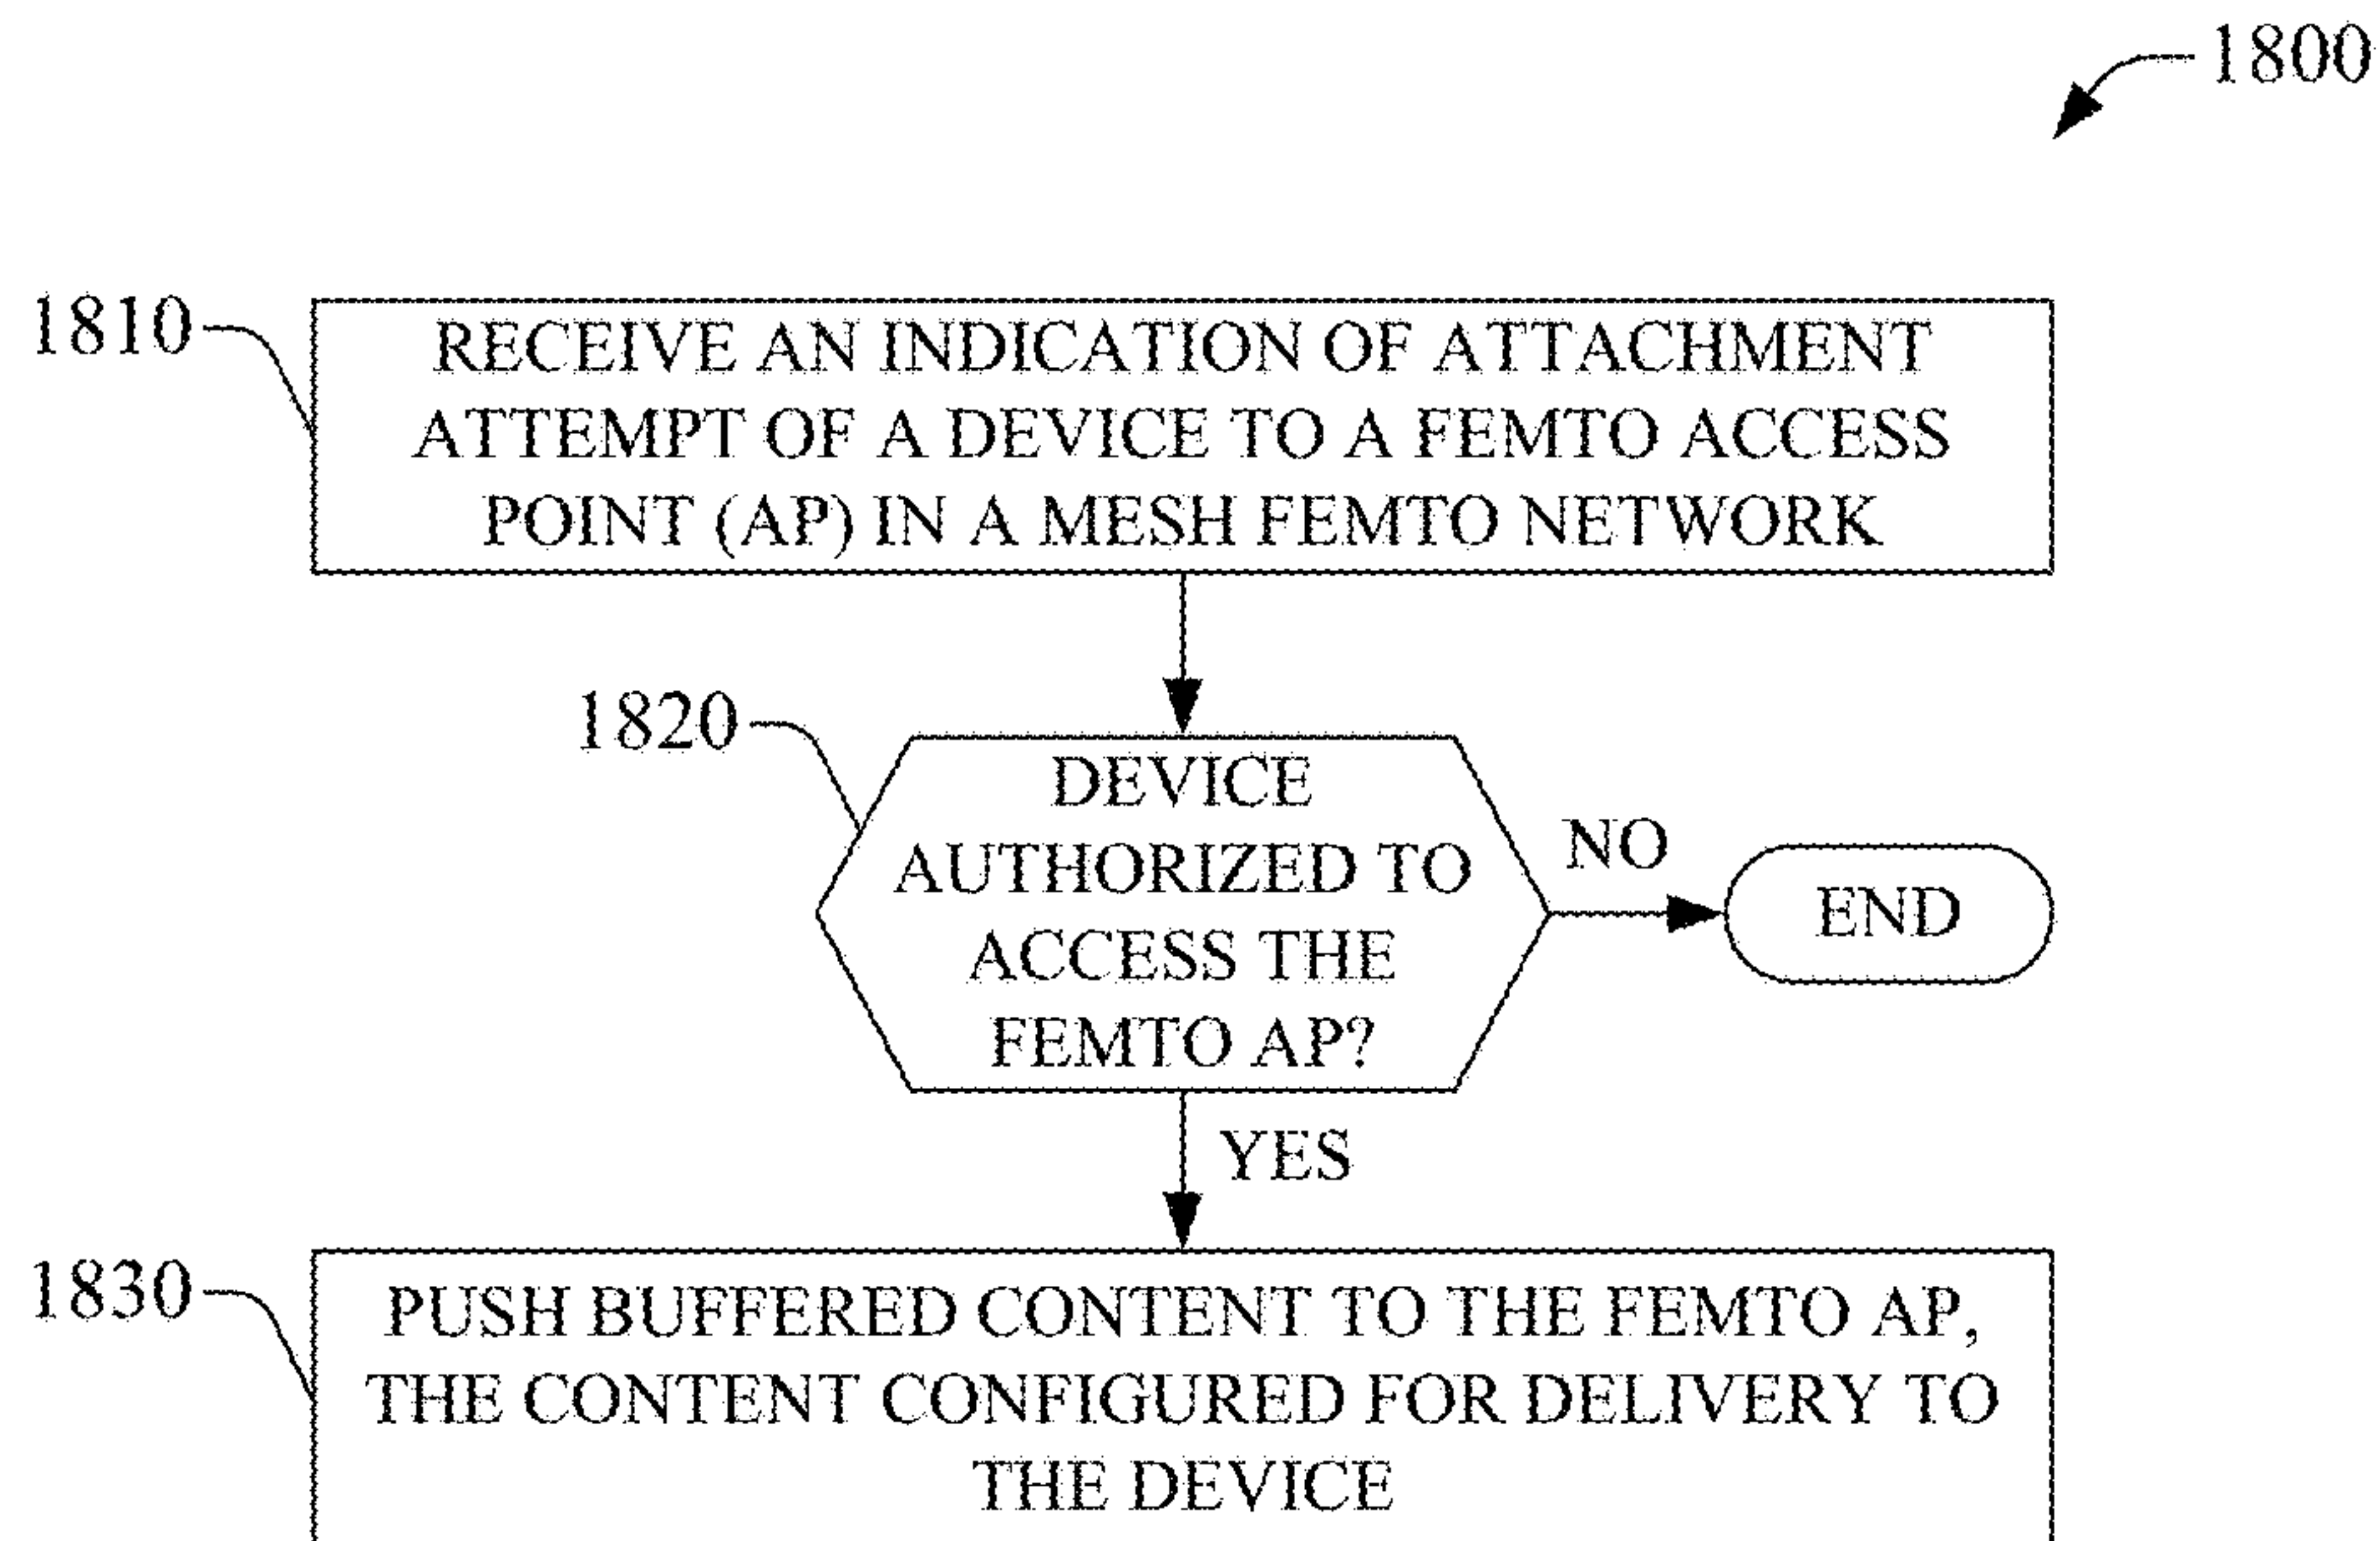 1800
1810
RECEIVE AN INDICATION OF ATTACHMENT
ATTEMPT OF A DEVICE TO A FEMTO ACCESS
POINT (AP) IN A MESH FEMTO NETWORK
1820
DEVICE
AUTHORIZED TO
ACCESS THE
FEMTO AP?
NO
END
YES
1830
PUSH BUFFERED CONTENT TO THE FEMTO AP,
THE CONTENT CONFIGURED FOR DELIVERY TO
THE DEVICE